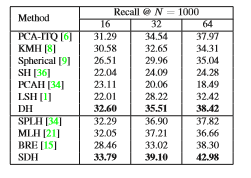 Method Recall @ N = 1000
16 32 64
PCA-ITQ [6] 31.29 34.54 37.97
KMH [8] 30.58 32.65 34.31
Spherical [9] 26.51 29.96 35.04
SH [36] 22.04 24.09 24.28
PCAH [34] 23.11 20.06 18.49
LSH [1] 22.01 28.22 32.42
DH 32.60 35.51 38.42
SPLH [34] 32.29 36.90 37.82
MLH [21] 32.05 37.21 36.66
BRE [15] 28.46 33.02 38.30
SDH 33.79 39.10 42.98